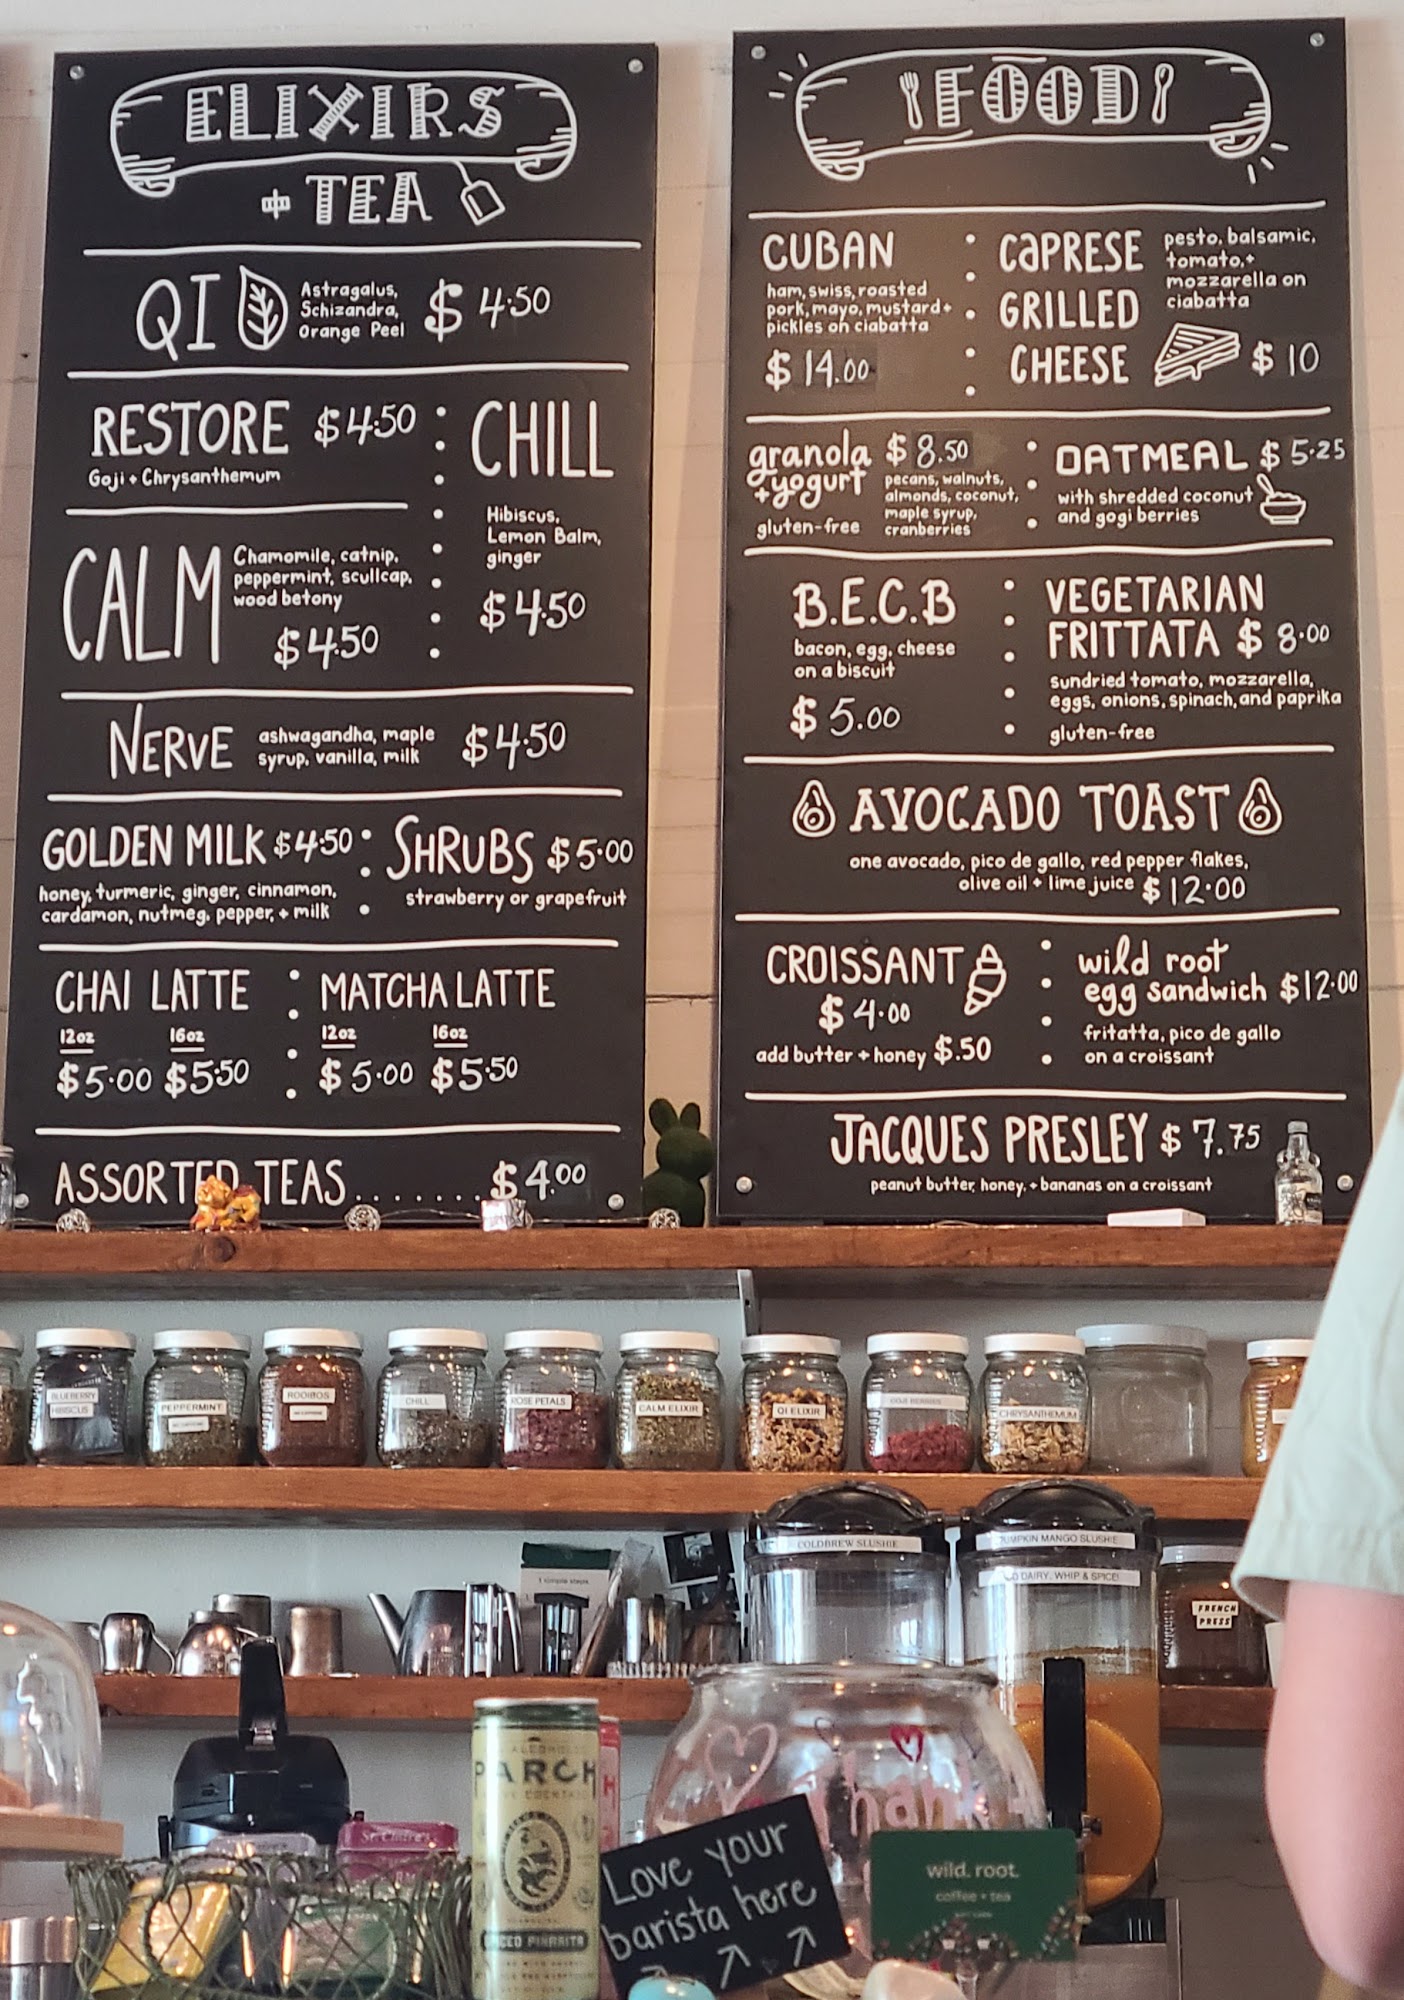 ELIXIRS
+ TEA
QI
Astragalus,
Schizandra,
Orange Peel
$ 4.50
RESTORE $4.50
Goji + Chrysanthemum
CHILL
Hibiscus,
Lemon Balm,
ginger
$4.50
CALM
Chamomile, catnip,
peppermint, scullcap,
wood betony
$4.50
NERVE
ashwagandha, maple
syrup, vanilla, milk
$4.50
GOLDEN MILK $4.50
honey, turmeric, ginger, cinnamon,
cardamon, nutmeg, pepper, + milk
SHRUBS $5.00
strawberry or grapefruit
CHAI LATTE
12oz 16oz
$5.00 $5.50
MATCHA LATTE
12oz 16oz
$5.00 $5.50
ASSORTED TEAS.......$4.00
FOOD
CUBAN
ham, swiss, roasted
pork, mayo, mustard +
pickles on ciabatta
$14.00
CAPRESE
GRILLED
CHEESE
pesto, balsamic,
tomato, +
mozzarella on
ciabatta
$10
granola
+ yogurt
gluten-free
$8.50
pecans, walnuts,
almonds, coconut,
maple syrup,
cranberries
OATMEAL $5.25
with shredded coconut
and gogi berries
B.E.C.B
bacon, egg, cheese
on a biscuit
$5.00
VEGETARIAN
FRITTATA $8.00
sundried tomato, mozzarella,
eggs, onions, spinach, and paprika
gluten-free
AVOCADO TOAST
one avocado, pico de gallo, red pepper flakes,
olive oil + lime juice $12.00
CROISSANT
$4.00
add butter + honey $.50
wild root
egg sandwich $12.00
fritatta, pico de gallo
on a croissant
JACQUES PRESLEY $7.75
peanut butter, honey, + bananas on a croissant
BLUEBERRY
HIBISCUS
PEPPERMINT
ROOIBOS
CHILL
ROSE PETALS
CALM ELIXIR
QI ELIXIR
GOJI BERRIES
CHRYSANTHEMUM
COLDBREW SLUSHIE
PUMPKIN MANGO SLUSHIE
DAIRY, WHIP & SPICE!
FRENCH
PRESS
PARCH
SPICED PIÑARITA
Love your
barista here
Thank
wild. root.
coffee + tea